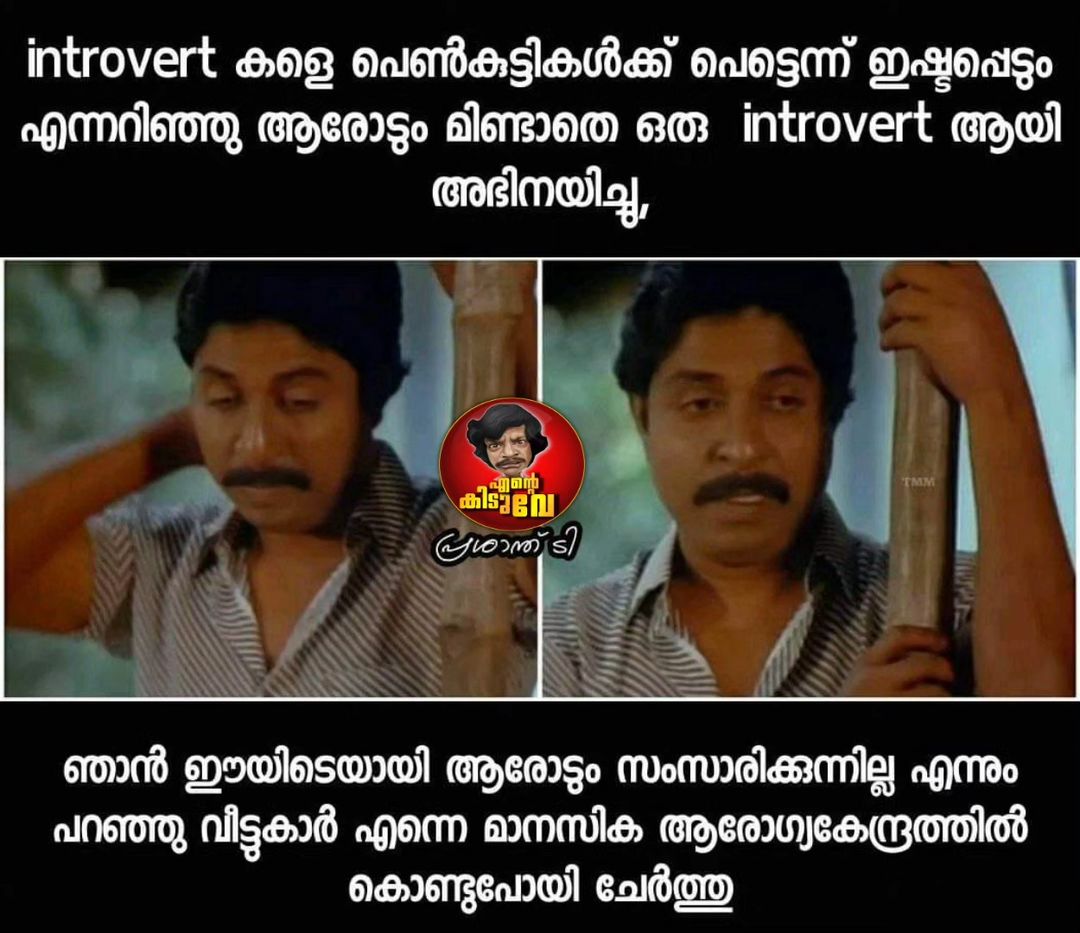 introvert കളെ പെൺകുട്ടികൾക്ക് പെട്ടെന്ന് ഇഷ്ടപ്പെടും
എന്നറിഞ്ഞു ആരോടും മിണ്ടാതെ ഒരു introvert ആയി
അഭിനയിച്ചു,
TMM
എന്റെ
കിടുവേ
പ്രശാന്ത് ടി
ഞാൻ ഈയിടെയായി ആരോടും സംസാരിക്കുന്നില്ല എന്നും
പറഞ്ഞു വീട്ടുകാർ എന്നെ മാനസിക ആരോഗ്യകേന്ദ്രത്തിൽ
കൊണ്ടുപോയി ചേർത്തു